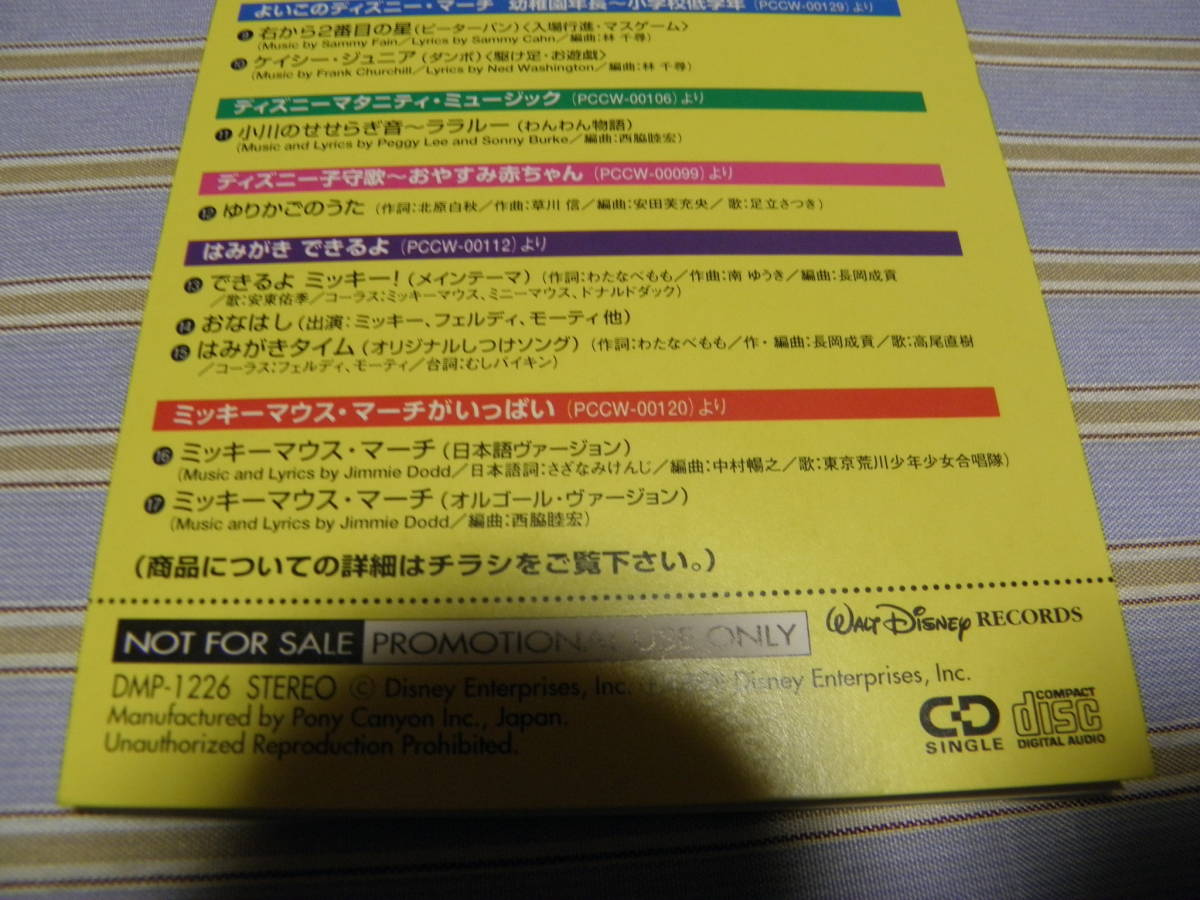 よいこのディズニー・マーチ 幼稚園年長〜小学校低学年 (PCCW-00129)より
⑨ 右から2番目の星(ピーターパン)〈入場行進・マスゲーム〉
(Music by Sammy Fain/Lyrics by Sammy Cahn/編曲:林 千尋)
⑩ ケイシー・ジュニア(ダンボ)〈駆け足・お遊戯〉
(Music by Frank Churchill/Lyrics by Ned Washington/編曲:林 千尋)
ディズニーマタニティ・ミュージック (PCCW-00106)より
⑪ 小川のせせらぎ音〜ララルー(わんわん物語)
(Music and Lyrics by Peggy Lee and Sonny Burke/編曲:西脇睦宏)
ディズニー子守歌〜おやすみ赤ちゃん (PCCW-00099)より
⑫ ゆりかごのうた (作詞:北原白秋/作曲:草川 信/編曲:安田芙充央/歌:足立さつき)
はみがき できるよ (PCCW-00112)より
⑬ できるよ ミッキー!(メインテーマ) (作詞:わたなべもも/作曲:南 ゆうき/編曲:長岡成貢
/歌:安東佑季/コーラス:ミッキーマウス、ミニーマウス、ドナルドダック)
⑭ おなはし(出演:ミッキー、フェルディ、モーティ他)
⑮ はみがきタイム(オリジナルしつけソング) (作詞:わたなべもも/作・編曲:長岡成貢/歌:高尾直樹
/コーラス:フェルディ、モーティ/台詞:むしバイキン)
ミッキーマウス・マーチがいっぱい (PCCW-00120)より
⑯ ミッキーマウス・マーチ(日本語ヴァージョン)
(Music and Lyrics by Jimmie Dodd/日本語詞:さざなみけんじ/編曲:中村暢之/歌:東京荒川少年少女合唱隊)
⑰ ミッキーマウス・マーチ(オルゴール・ヴァージョン)
(Music and Lyrics by Jimmie Dodd/編曲:西脇睦宏)
(商品についての詳細はチラシをご覧下さい。)
NOT FOR SALE PROMOTIONAL USE ONLY
WALT DISNEY RECORDS
DMP-1226 STEREO © Disney Enterprises, Inc. Disney Enterprises, Inc.
Manufactured by Pony Canyon Inc., Japan.
Unauthorized Reproduction Prohibited.
CD SINGLE
COMPACT disc DIGITAL AUDIO